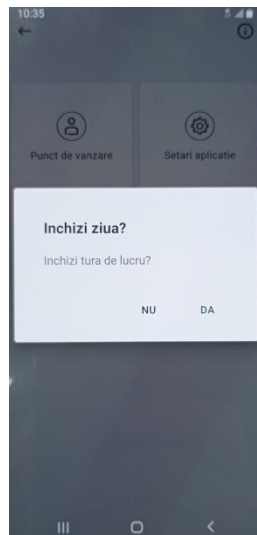 10:35
Punct de vanzare
Setari aplicatie
Inchizi ziua?
Inchizi tura de lucru?
NU
DA